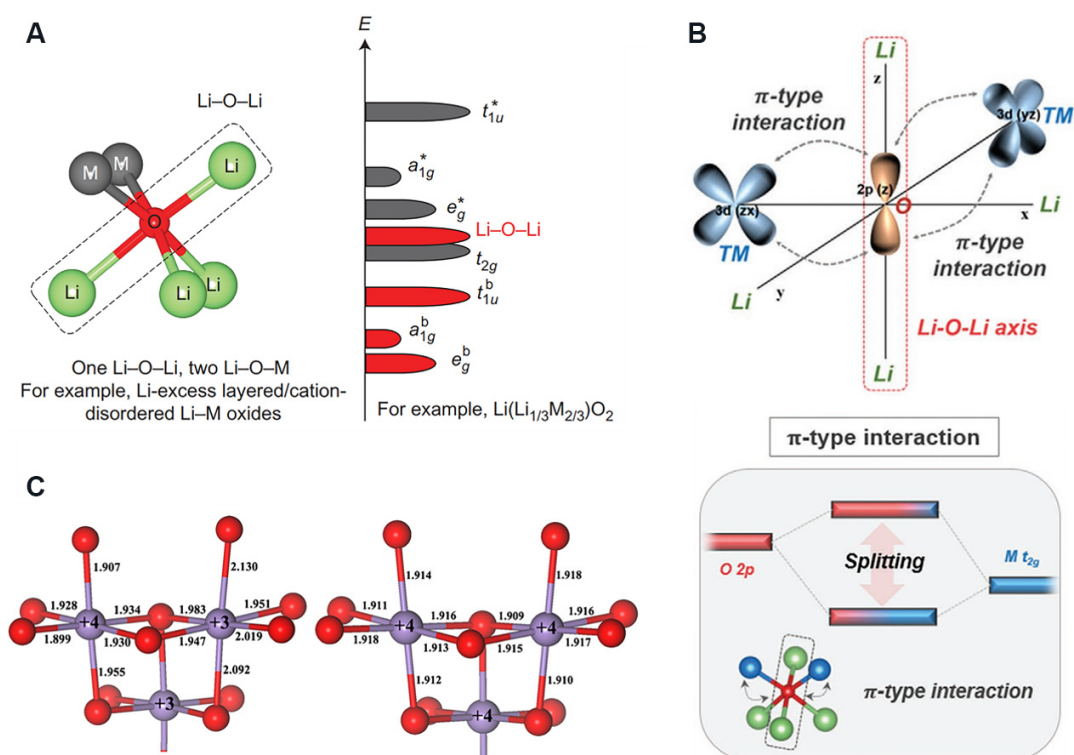 A
Li–O–Li
M
M
Li
O
Li
Li
Li
One Li–O–Li, two Li–O–M
For example, Li-excess layered/cation-
disordered Li–M oxides
E
t*1u
a*1g
e*g
Li–O–Li
t2g
tb1u
ab1g
ebg
For example, Li(Li1/3M2/3)O2
B
Li
z
π-type
interaction
3d (yz)
TM
2p (z)
3d (zx)
O
x
Li
TM
π-type
interaction
Li
y
Li-O-Li axis
Li
π-type interaction
O 2p
Splitting
M t2g
π-type interaction
C
1.907
2.130
1.928
1.934
1.983
1.951
+4
+3
1.899
1.930
1.947
2.019
1.955
2.092
+3
1.914
1.918
1.911
1.916
1.909
1.916
+4
+4
1.918
1.913
1.915
1.917
1.912
1.910
+4